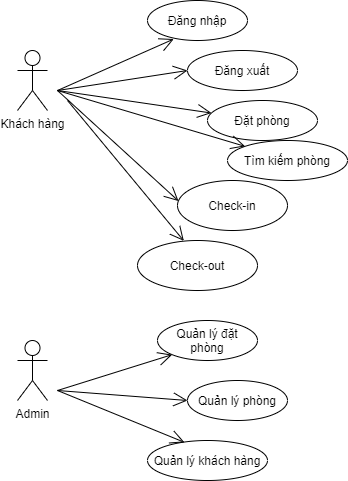 Đăng nhập
Đăng xuất
Khách hàng
Đặt phòng
Tìm kiếm phòng
Check-in
Check-out
Quản lý đặt
phòng
Quản lý phòng
Admin
Quản lý khách hàng